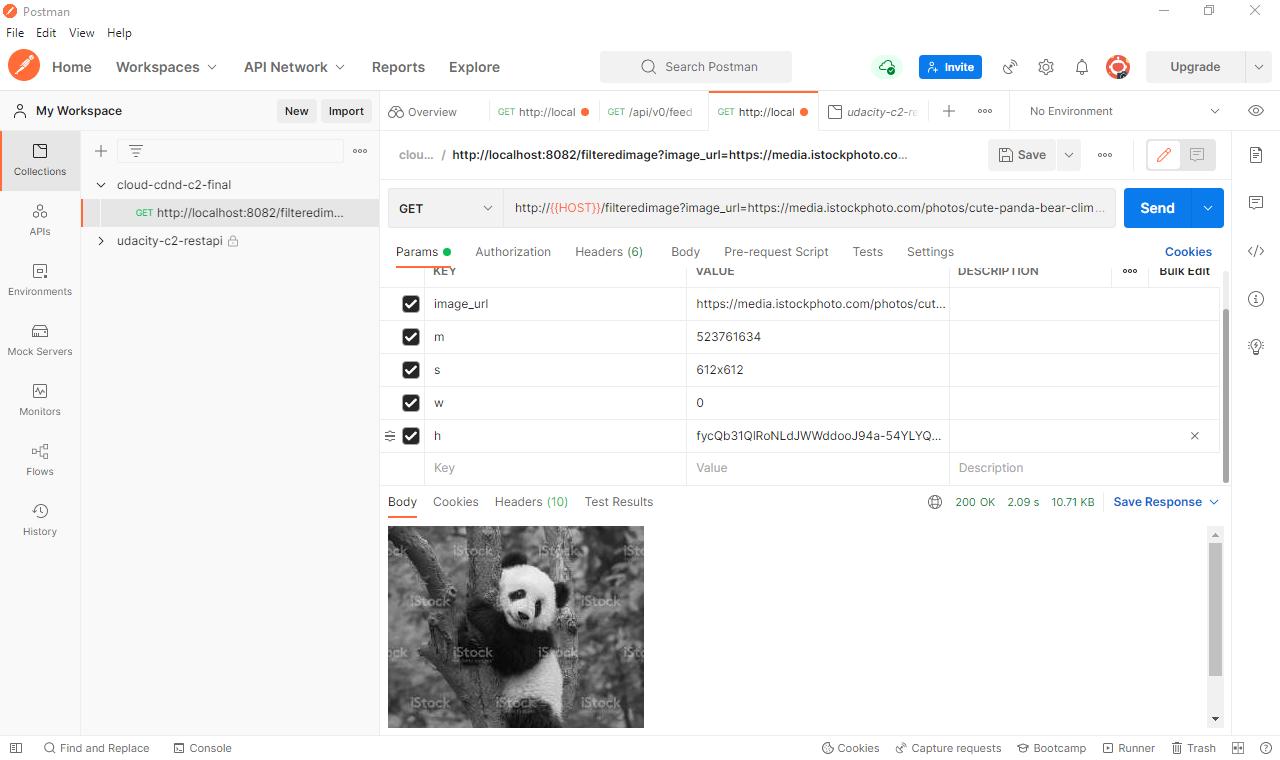 Postman
File Edit View Help
Home Workspaces API Network Reports Explore Search Postman Invite Upgrade
My Workspace New Import
Overview GET http://local GET /api/v0/feed GET http://local udacity-c2-re No Environment
clou... / http://localhost:8082/filteredimage?image_url=https://media.istockphoto.co... Save
Collections
APIs
Environments
Mock Servers
Monitors
Flows
History
cloud-cdnd-c2-final
GET http://localhost:8082/filteredim...
udacity-c2-restapi
GET http://{{HOST}}/filteredimage?image_url=https://media.istockphoto.com/photos/cute-panda-bear-clim... Send
Params Authorization Headers (6) Body Pre-request Script Tests Settings Cookies
KEY VALUE DESCRIPTION Bulk Edit
image_url https://media.istockphoto.com/photos/cut...
m 523761634
s 612x612
w 0
h fycQb31QlRoNLdJWWddooJ94a-54YLYQ...
Key Value Description
Body Cookies Headers (10) Test Results 200 OK 2.09 s 10.71 KB Save Response
ock iStock iStock iSt
iStock iStock iStock
ock iStock iStock iSt
iStock iStock iStock
Find and Replace Console Cookies Capture requests Bootcamp Runner Trash